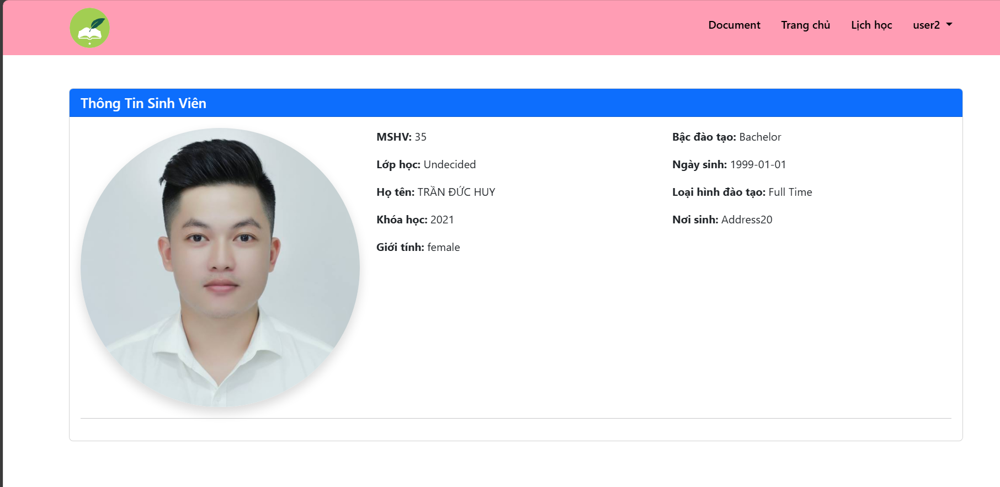 Document Trang chủ Lịch học user2
Thông Tin Sinh Viên
MSHV: 35
Lớp học: Undecided
Họ tên: TRẦN ĐỨC HUY
Khóa học: 2021
Giới tính: female
Bậc đào tạo: Bachelor
Ngày sinh: 1999-01-01
Loại hình đào tạo: Full Time
Nơi sinh: Address20